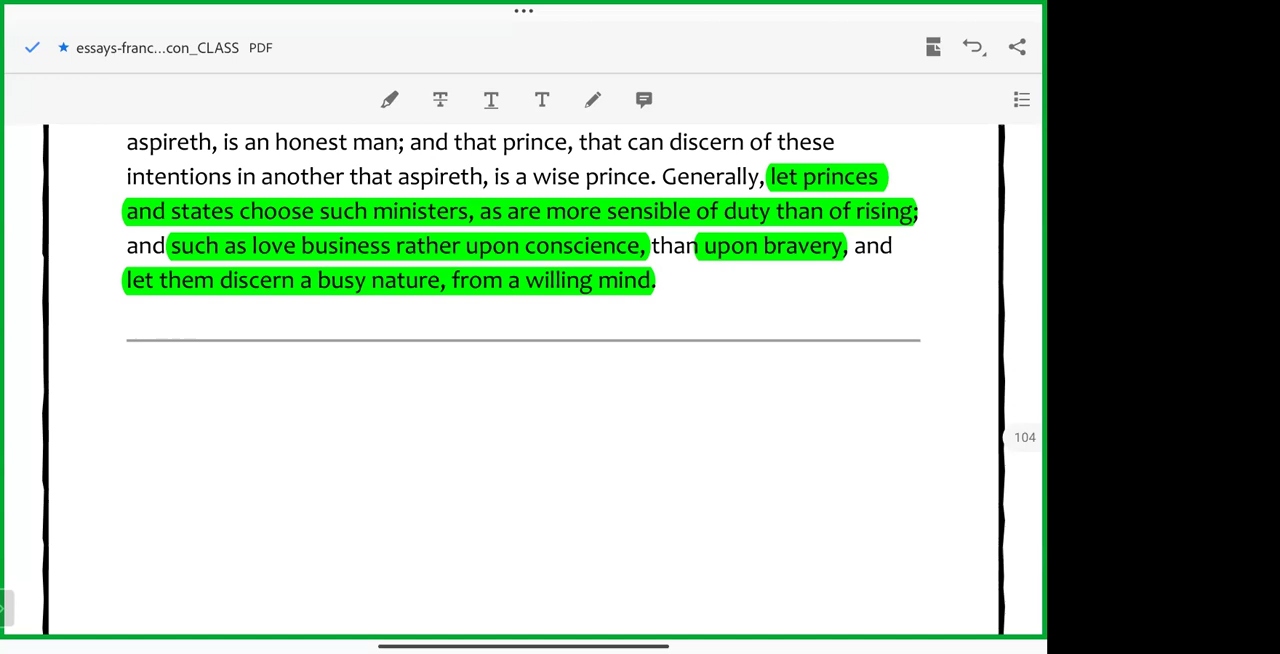 essays-franc...con_CLASS PDF
aspireth, is an honest man; and that prince, that can discern of these
intentions in another that aspireth, is a wise prince. Generally, let princes
and states choose such ministers, as are more sensible of duty than of rising;
and such as love business rather upon conscience, than upon bravery, and
let them discern a busy nature, from a willing mind.
104